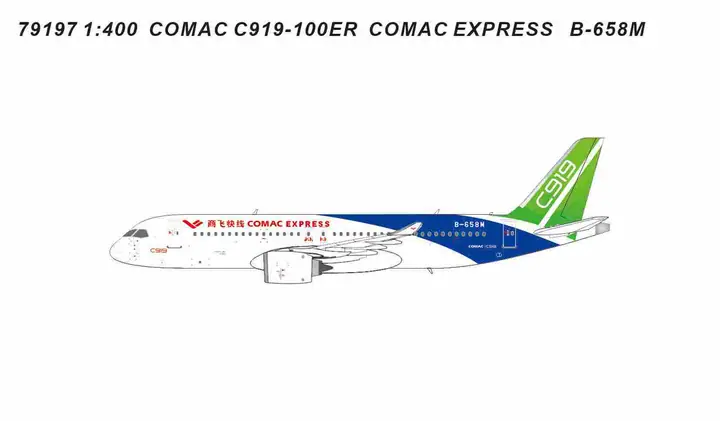 79197 1:400 COMAC C919-100ER COMAC EXPRESS B-658M
C919
商飞快线 COMAC EXPRESS
B-658M
C919
COMAC C919